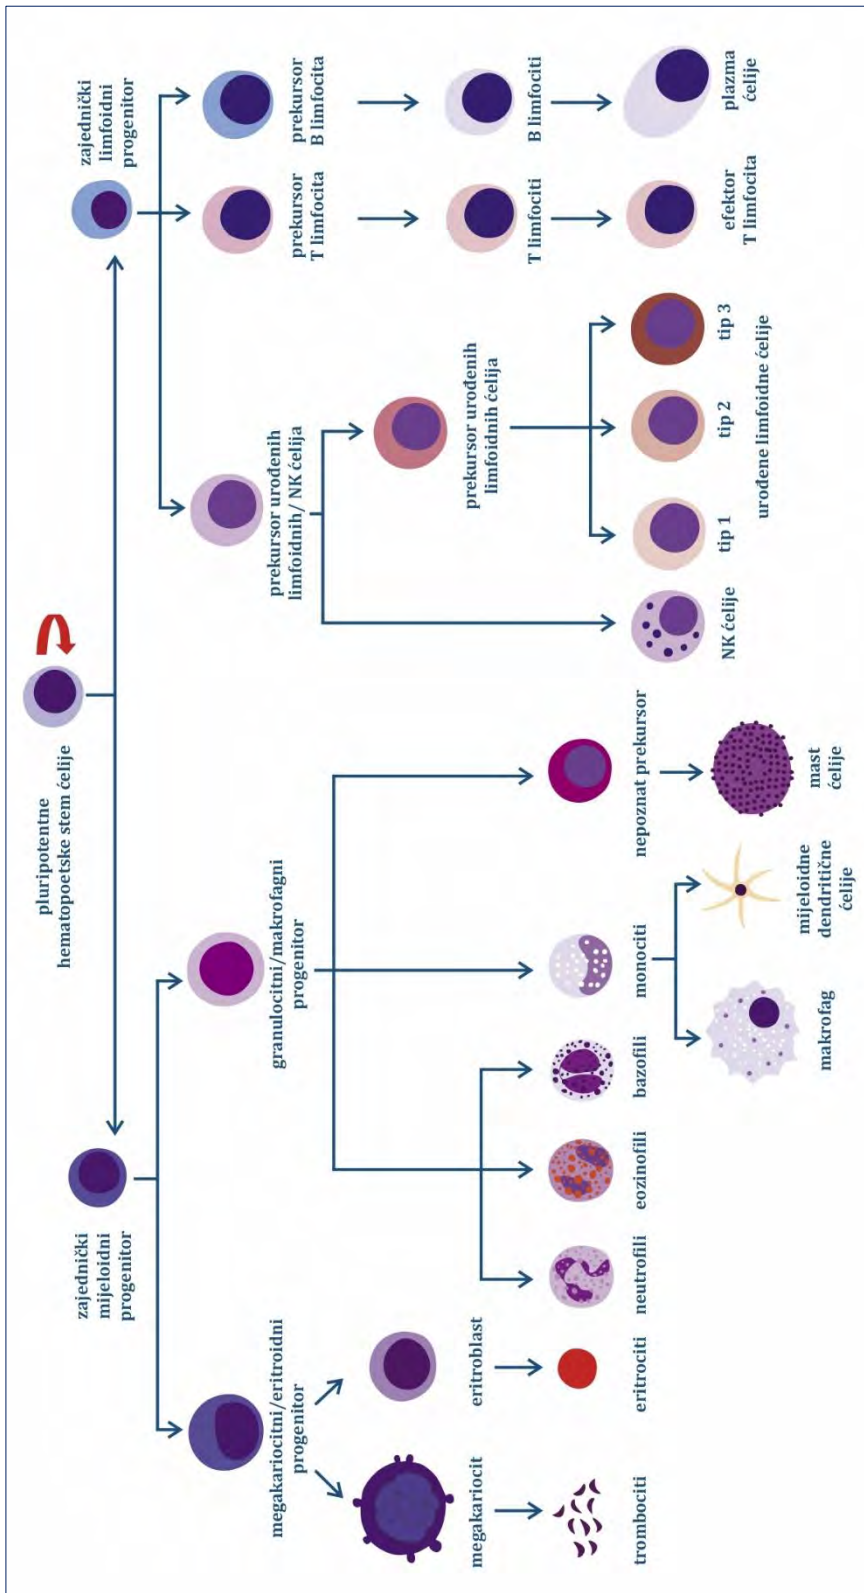 pluripotentne
hematopoetske stem ćelije
zajednički
mijeloidni
progenitor
zajednički
limfoidni
progenitor
megakariocitni/eritroidni
progenitor
granulocitni/makrofagni
progenitor
prekursor urođenih
limfoidnih/ NK ćelija
prekursor
T limfocita
prekursor
B limfocita
megakariocit
eritroblast
prekursor urođenih
limfoidnih ćelija
T limfociti
B limfociti
trombociti
eritrociti
neutrofili
eozinofili
bazofili
monociti
nepoznat prekursor
NK ćelije
tip 1
tip 2
tip 3
urođene limfoidne ćelije
efektor
T limfocita
plazma
ćelije
makrofag
mijeloidne
dendritične
ćelije
mast
ćelije